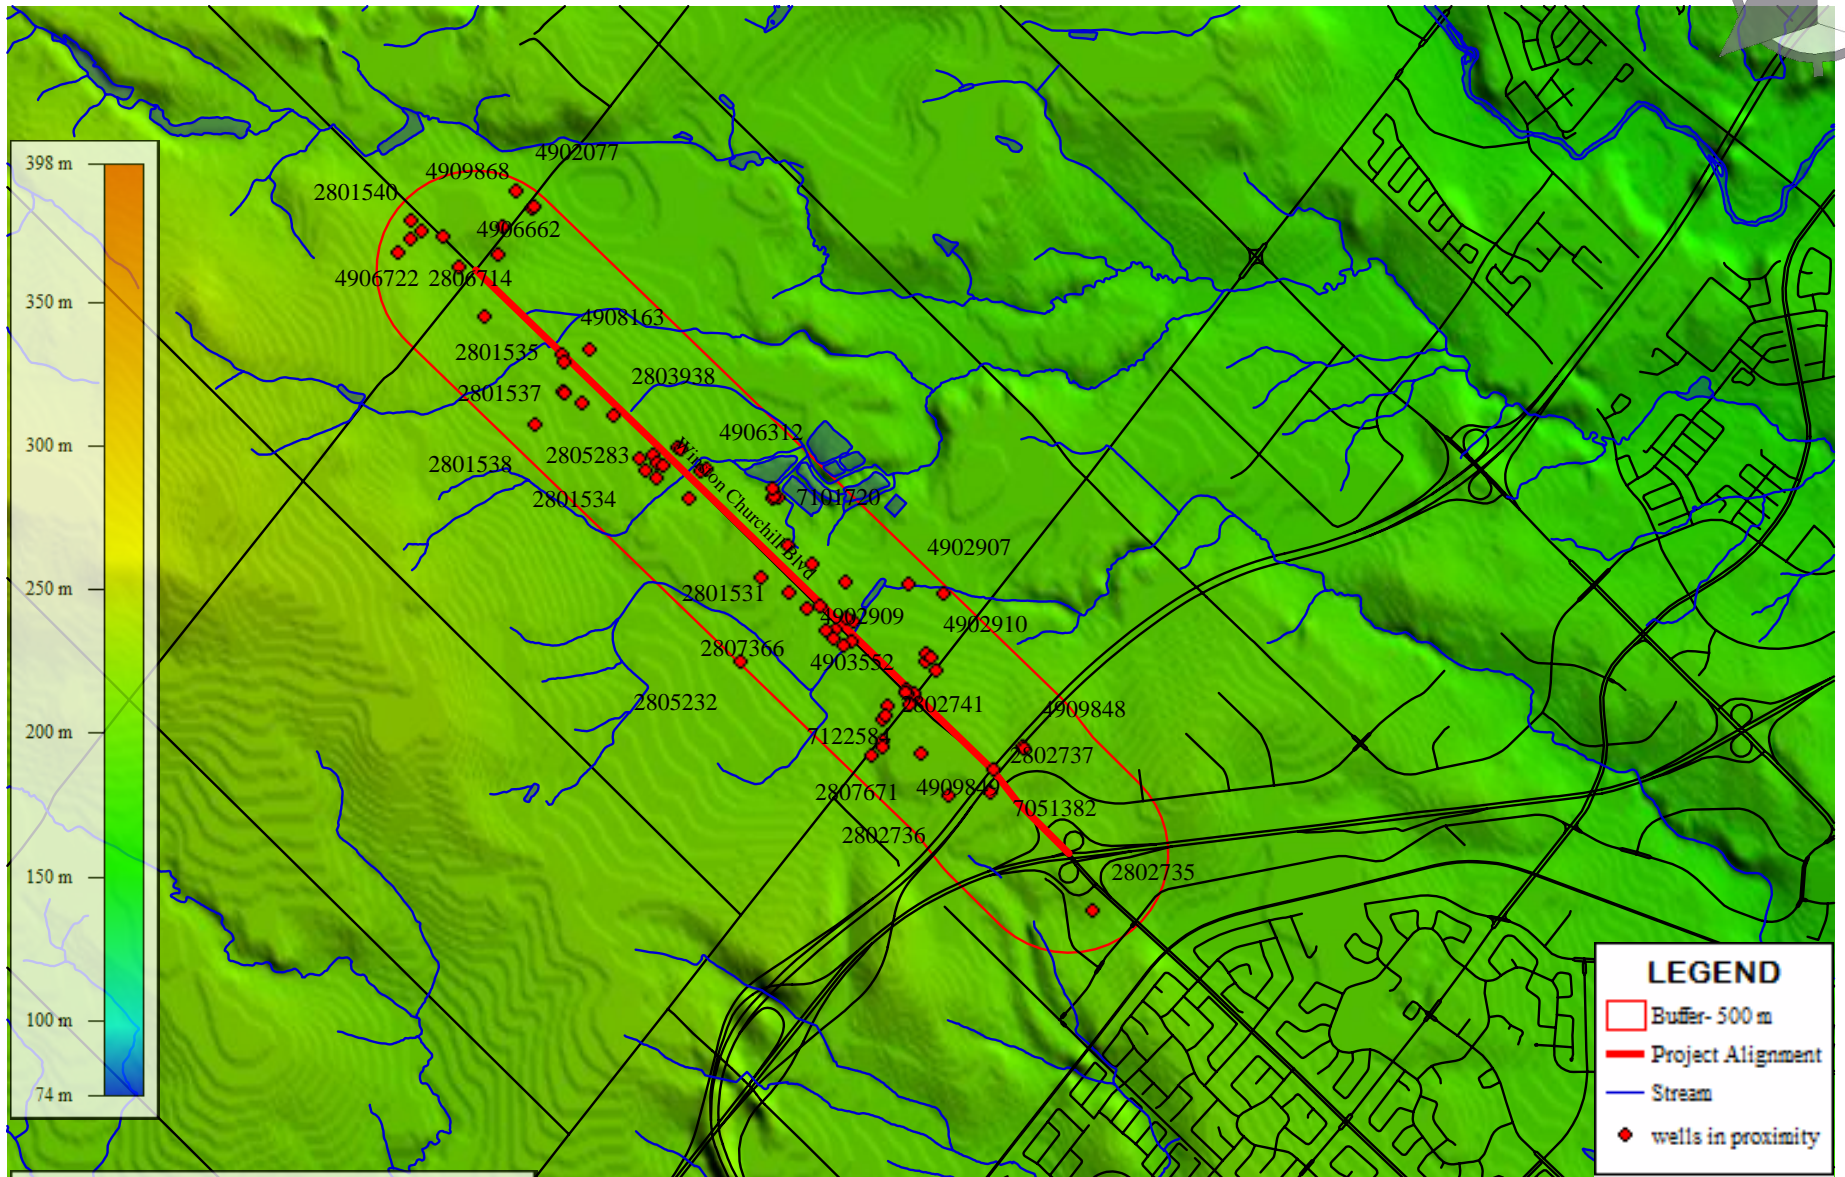 398 m
350 m
300 m
250 m
200 m
150 m
100 m
74 m
4902077
4909868
2801540
4906662
4906722
2806714
4908163
2801535
2803938
2801537
4906312
2805283
2801538
2801534
7101720
Winston Churchill Blvd
4902907
2801531
4902909
4902910
2807366
4903552
2805232
2802741
4909848
7122584
2802737
2807671
4909849
7051382
2802736
2802735
LEGEND
Buffer- 500 m
Project Alignment
Stream
wells in proximity